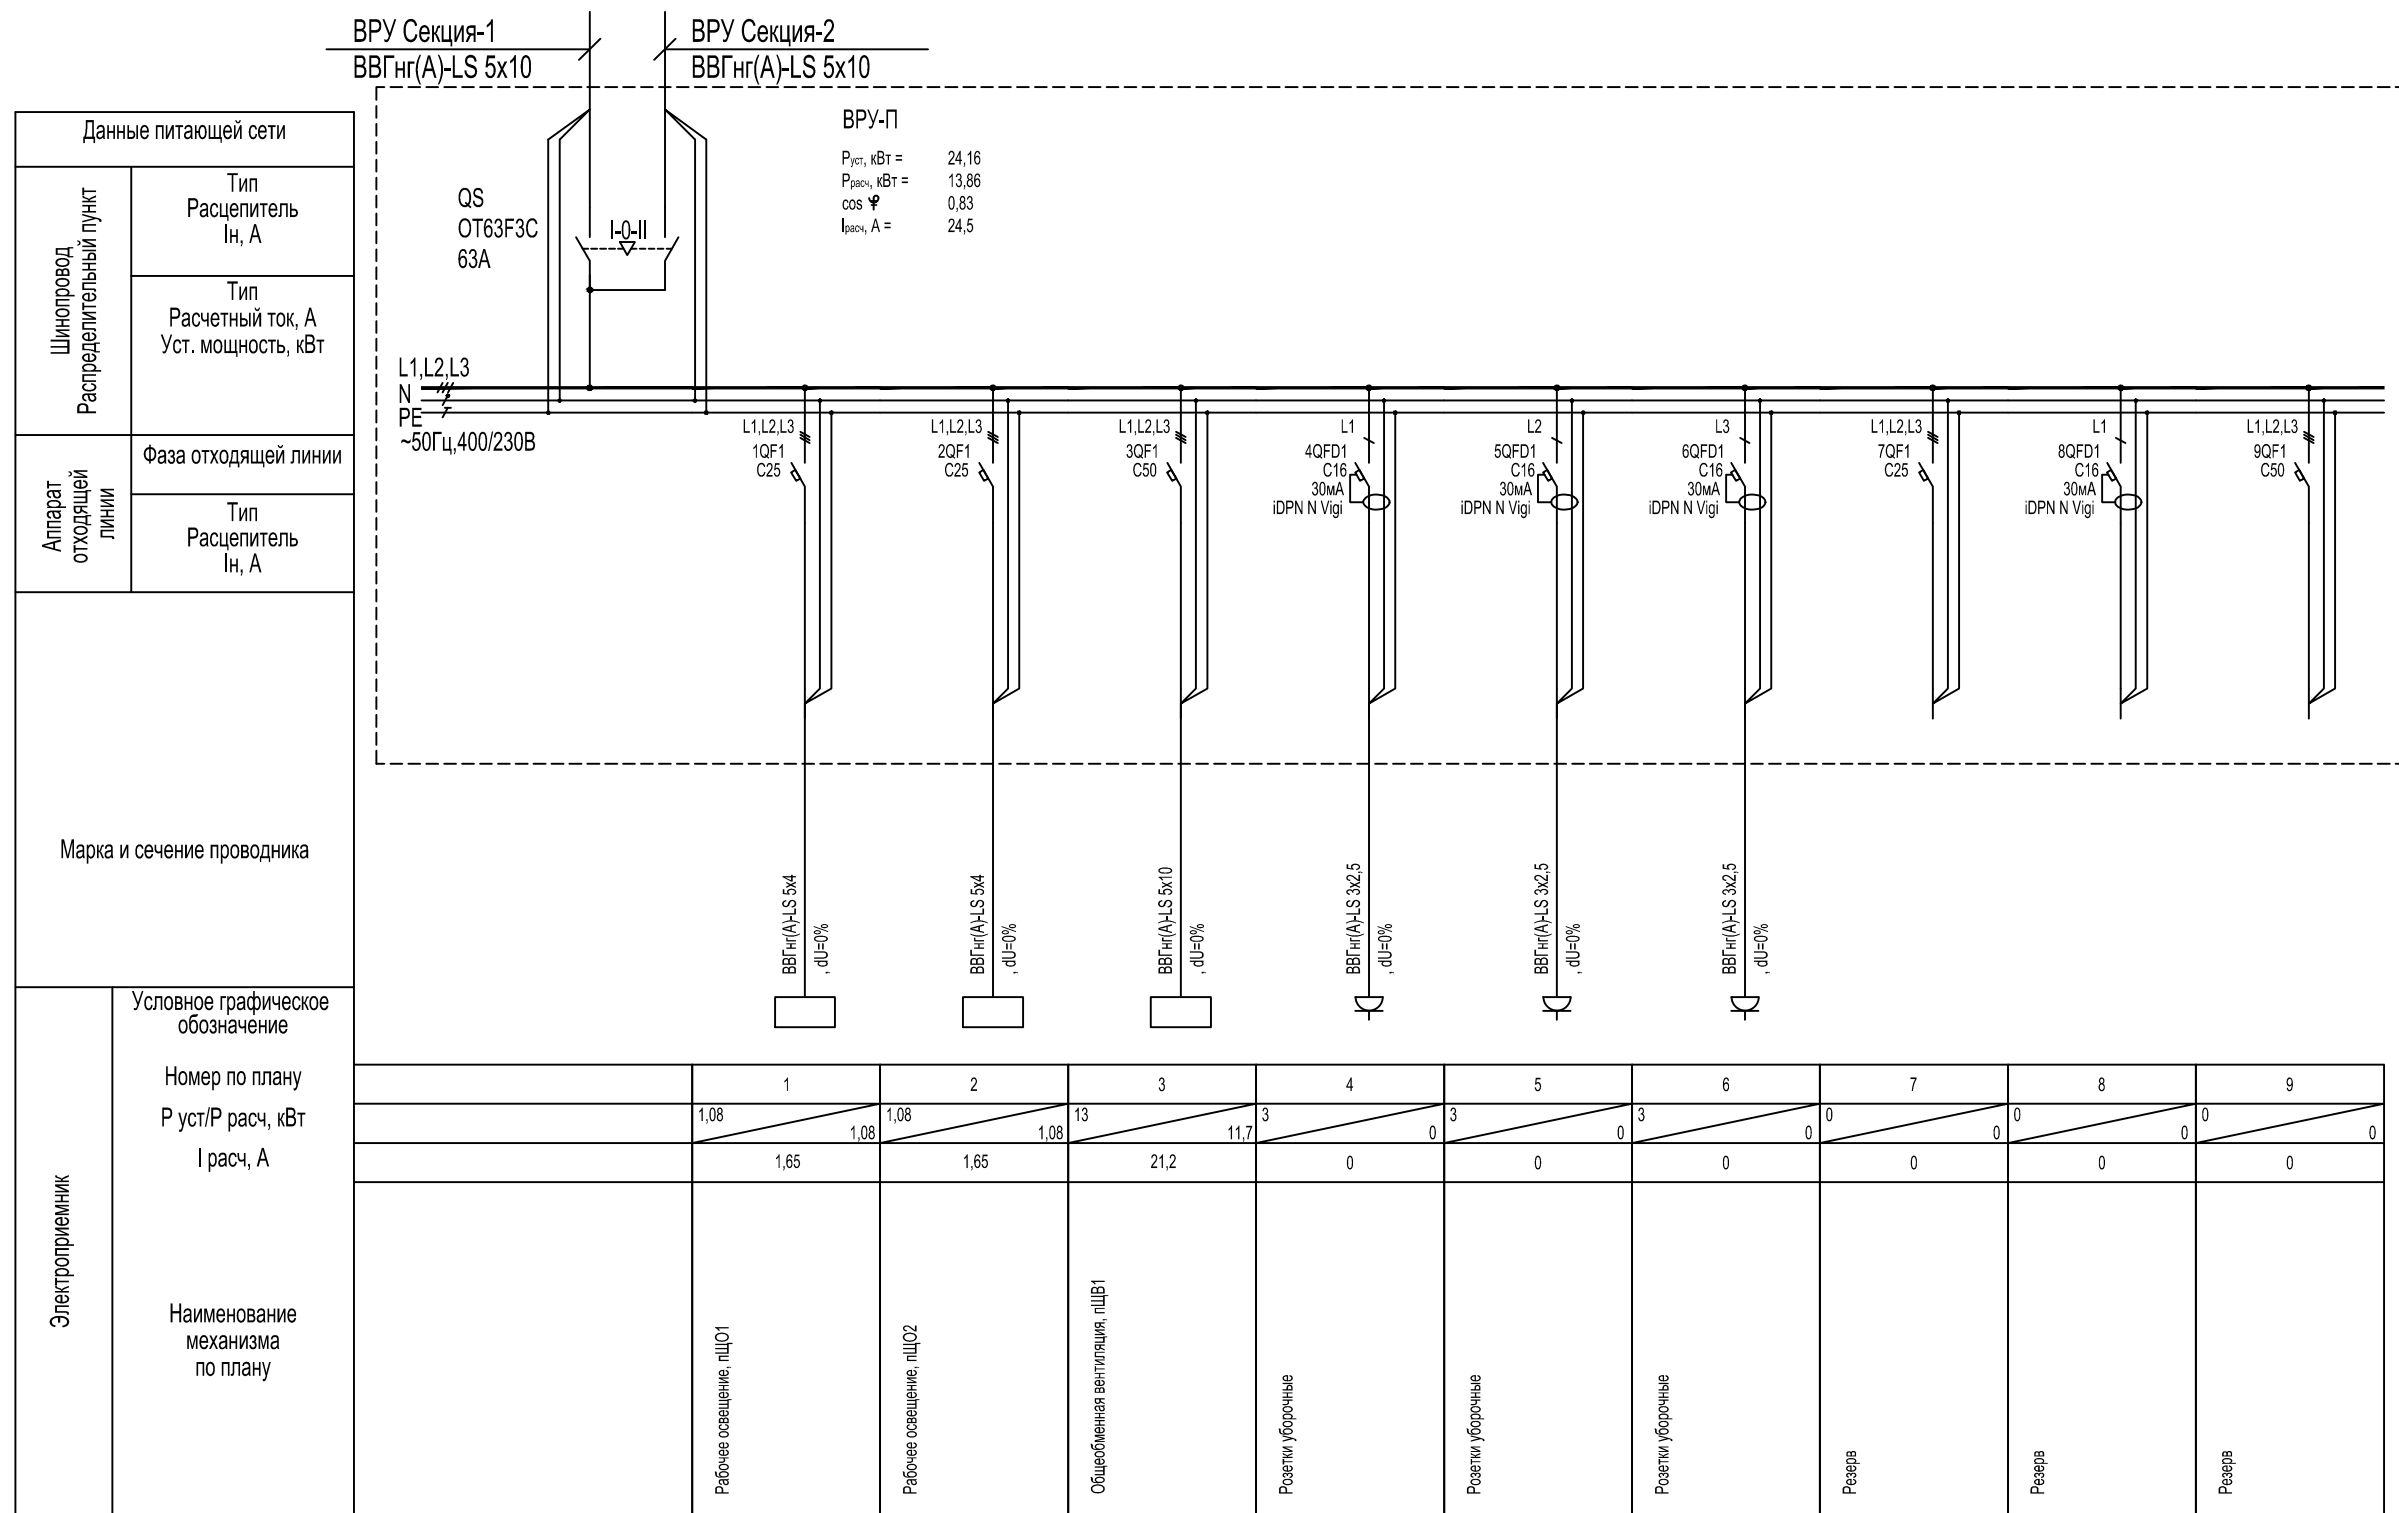 ВРУ Секция-1
ВВГнг(А)-LS 5х10
ВРУ Секция-2
ВВГнг(А)-LS 5х10
Данные питающей сети
Шинопровод
Распределительный пункт
Тип
Расцепитель
Iн, А
Тип
Расчетный ток, А
Уст. мощность, кВт
Аппарат
отходящей
линии
Фаза отходящей линии
Тип
Расцепитель
Iн, А
Марка и сечение проводника
QS
OT63F3C
63А
I-0-II
ВРУ-П
Pуст, кВт = 24,16
Pрасч, кВт = 13,86
cos φ 0,83
Iрасч, А = 24,5
L1,L2,L3
N
PE
~50Гц,400/230В
L1,L2,L3
1QF1
C25
L1,L2,L3
2QF1
C25
L1,L2,L3
3QF1
C50
L1
4QFD1
C16
30мА
iDPN N Vigi
L2
5QFD1
C16
30мА
iDPN N Vigi
L3
6QFD1
C16
30мА
iDPN N Vigi
L1,L2,L3
7QF1
C25
L1
8QFD1
C16
30мА
iDPN N Vigi
L1,L2,L3
9QF1
C50
ВВГнг(А)-LS 5х4
, dU=0%
ВВГнг(А)-LS 5х4
, dU=0%
ВВГнг(А)-LS 5х10
, dU=0%
ВВГнг(А)-LS 3х2,5
, dU=0%
ВВГнг(А)-LS 3х2,5
, dU=0%
ВВГнг(А)-LS 3х2,5
, dU=0%
Электроприемник
Условное графическое
обозначение
Номер по плану
1 2 3 4 5 6 7 8 9
Р уст/Р расч, кВт
1,08 1,08 1,08 1,08 13 11,7 3 0 3 0 3 0 0 0 0 0 0 0
I расч, А
1,65 1,65 21,2 0 0 0 0 0 0
Наименование
механизма
по плану
Рабочее освещение, пЩО1
Рабочее освещение, пЩО2
Общеобменная вентиляция, пЩВ1
Розетки уборочные
Розетки уборочные
Розетки уборочные
Резерв
Резерв
Резерв